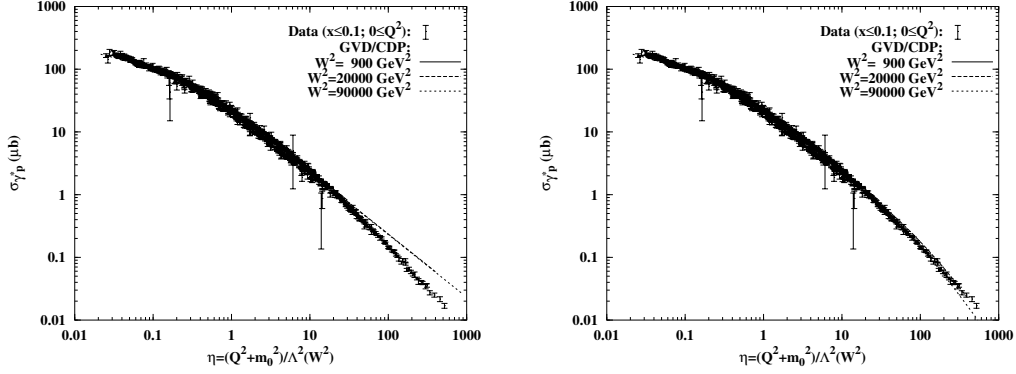 1000
100
10
1
0.1
0.01
σγ*p (μb)
Data (x≤0.1; 0≤Q²):
GVD/CDP:
W²= 900 GeV²
W²=20000 GeV²
W²=90000 GeV²
0.01 0.1 1 10 100 1000
η=(Q²+m₀²)/Λ²(W²)
1000
100
10
1
0.1
0.01
σγ*p (μb)
Data (x≤0.1; 0≤Q²):
GVD/CDP:
W²= 900 GeV²
W²=20000 GeV²
W²=90000 GeV²
0.01 0.1 1 10 100 1000
η=(Q²+m₀²)/Λ²(W²)